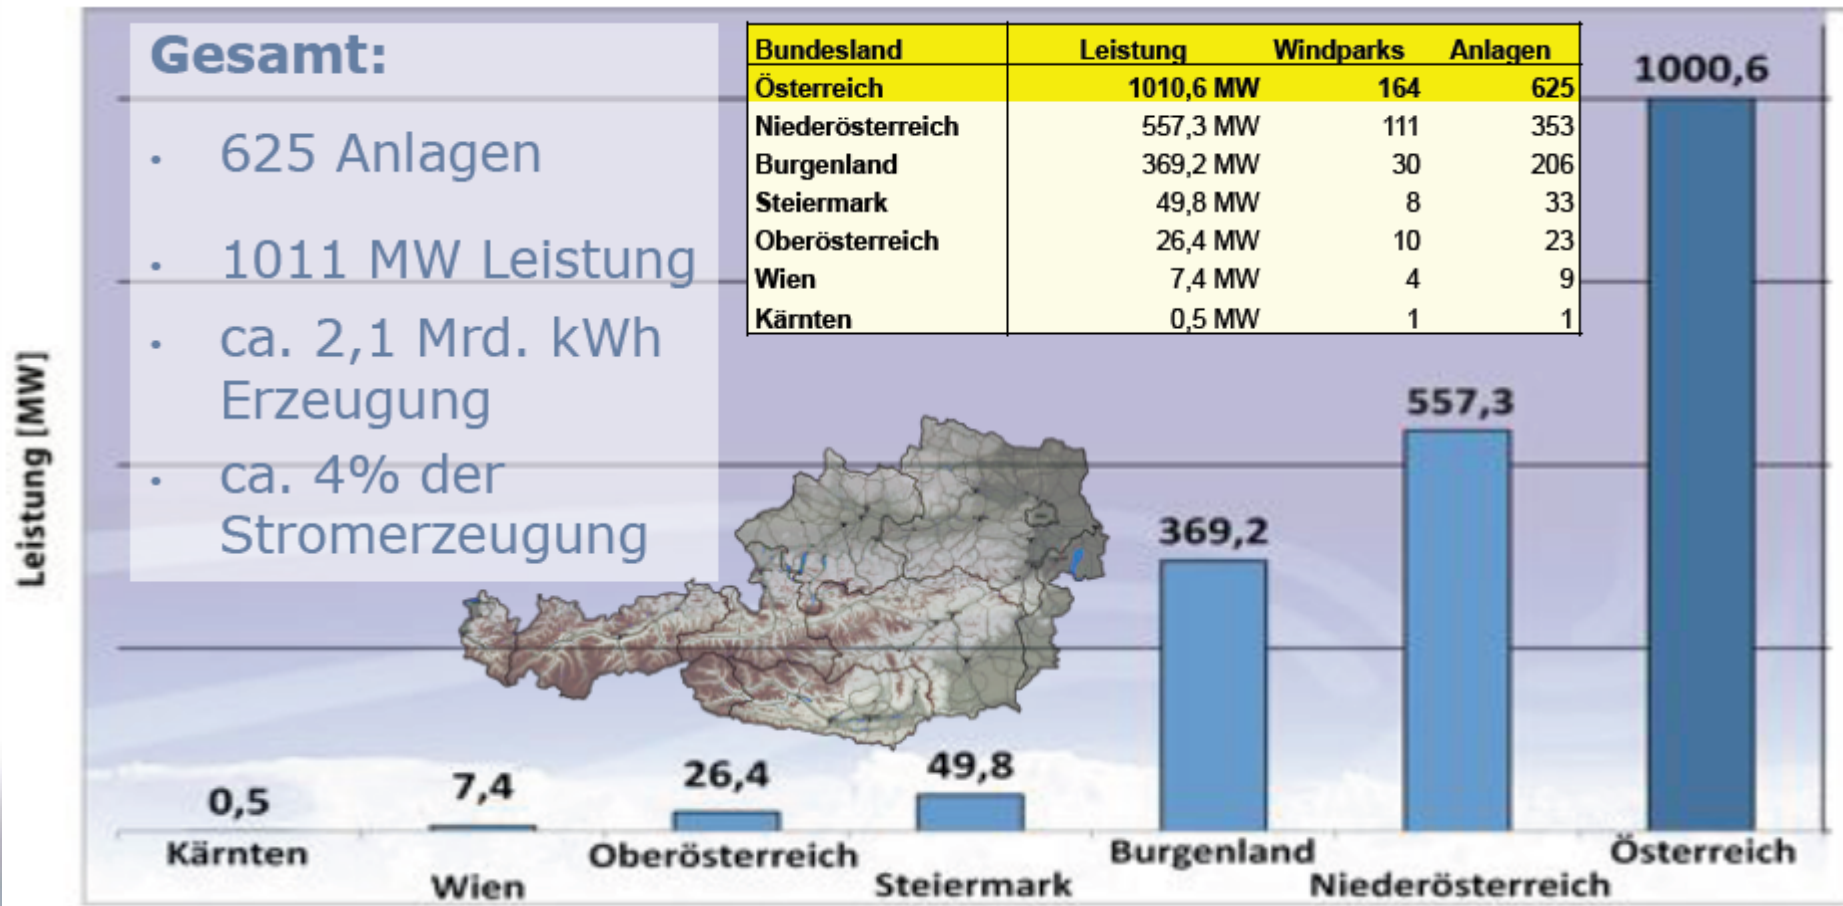 Gesamt:
· 625 Anlagen
· 1011 MW Leistung
· ca. 2,1 Mrd. kWh
Erzeugung
· ca. 4% der
Stromerzeugung
Bundesland Leistung Windparks Anlagen
Österreich 1010,6 MW 164 625
Niederösterreich 557,3 MW 111 353
Burgenland 369,2 MW 30 206
Steiermark 49,8 MW 8 33
Oberösterreich 26,4 MW 10 23
Wien 7,4 MW 4 9
Kärnten 0,5 MW 1 1
Leistung [MW]
0,5
7,4
26,4
49,8
369,2
557,3
1000,6
Kärnten
Wien
Oberösterreich
Steiermark
Burgenland
Niederösterreich
Österreich